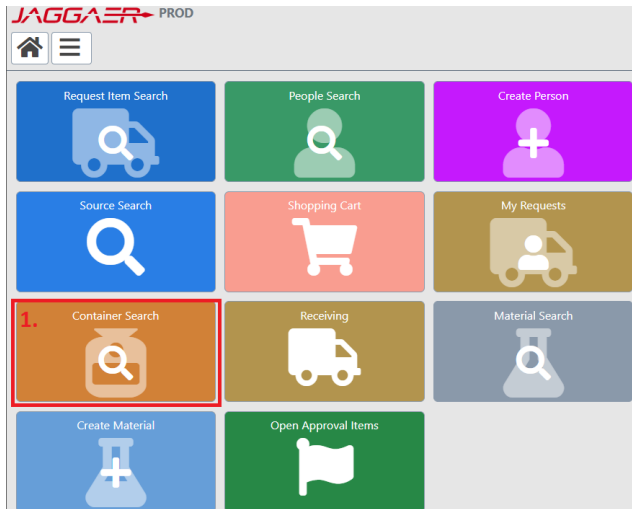 JAGGAER PROD
Request Item Search
People Search
Create Person
Source Search
Shopping Cart
My Requests
1. Container Search
Receiving
Material Search
Create Material
Open Approval Items